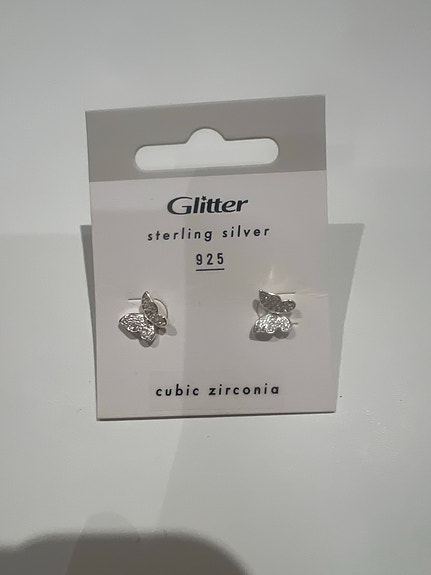 Glitter
sterling silver
925
cubic zirconia